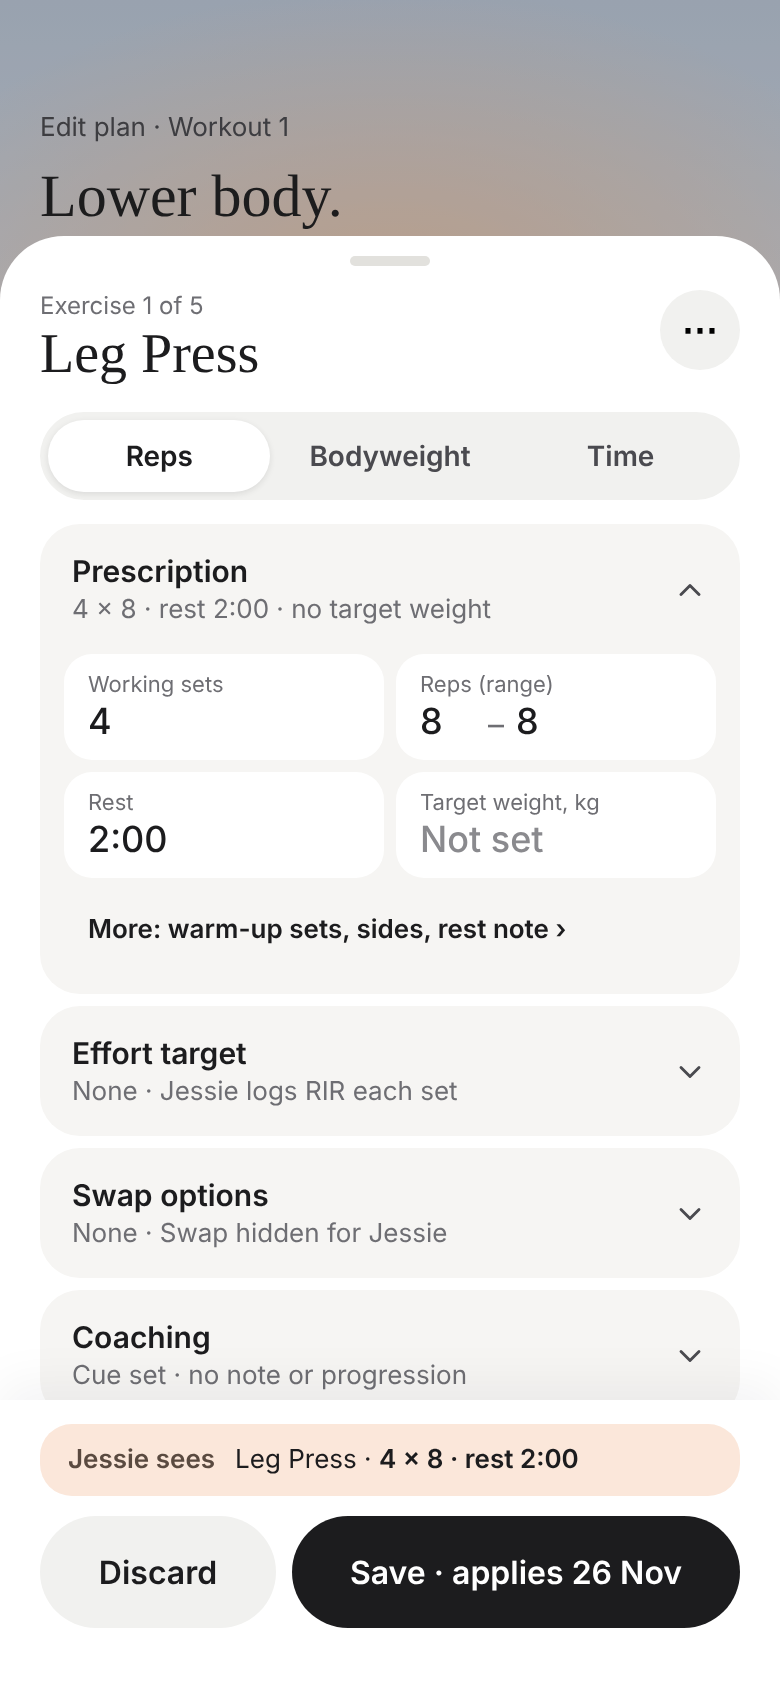 Edit plan · Workout 1
Lower body.
Exercise 1 of 5
Leg Press
Reps Bodyweight Time
Prescription
4 × 8 · rest 2:00 · no target weight
Working sets
4
Reps (range)
8 – 8
Rest
2:00
Target weight, kg
Not set
More: warm-up sets, sides, rest note ›
Effort target
None · Jessie logs RIR each set
Swap options
None · Swap hidden for Jessie
Coaching
Cue set · no note or progression
Jessie sees Leg Press · 4 × 8 · rest 2:00
Discard
Save · applies 26 Nov